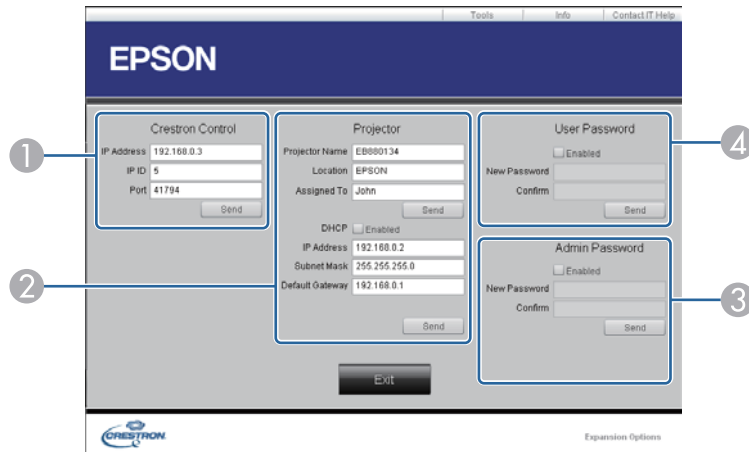 Tools Info Contact IT Help
EPSON
Crestron Control
IP Address 192.168.0.3
IP ID 5
Port 41794
Send
1
Projector
Projector Name EB880134
Location EPSON
Assigned To John
Send
DHCP Enabled
IP Address 192.168.0.2
Subnet Mask 255.255.255.0
Default Gateway 192.168.0.1
Send
2
User Password
Enabled
New Password
Confirm
Send
4
Admin Password
Enabled
New Password
Confirm
Send
3
Exit
CRESTRON
Expansion Options